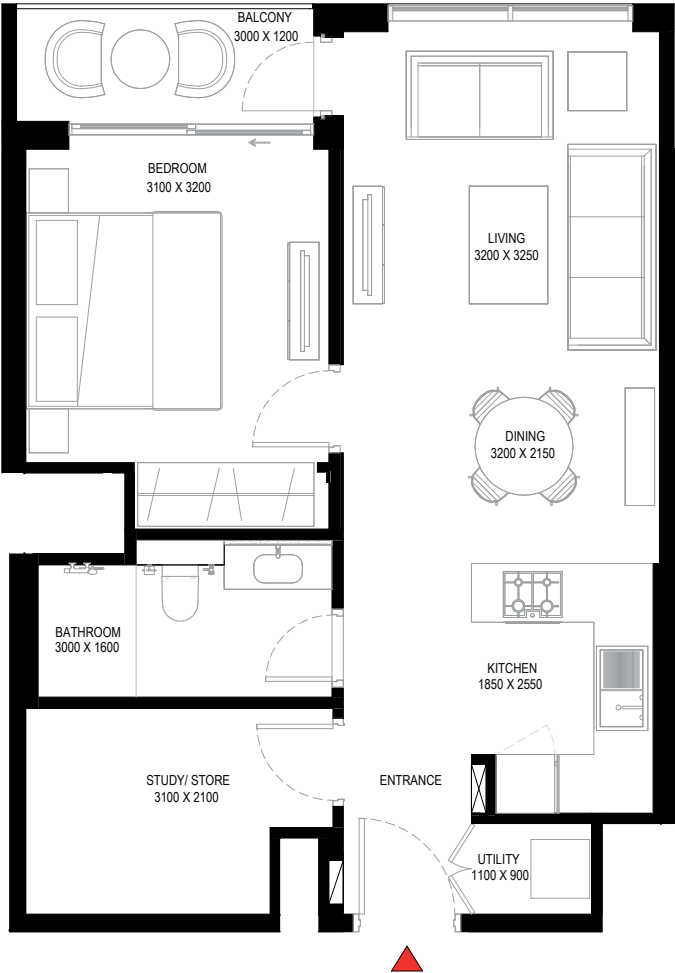 BALCONY
3000 X 1200
BEDROOM
3100 X 3200
LIVING
3200 X 3250
DINING
3200 X 2150
BATHROOM
3000 X 1600
KITCHEN
1850 X 2550
STUDY/ STORE
3100 X 2100
ENTRANCE
UTILITY
1100 X 900